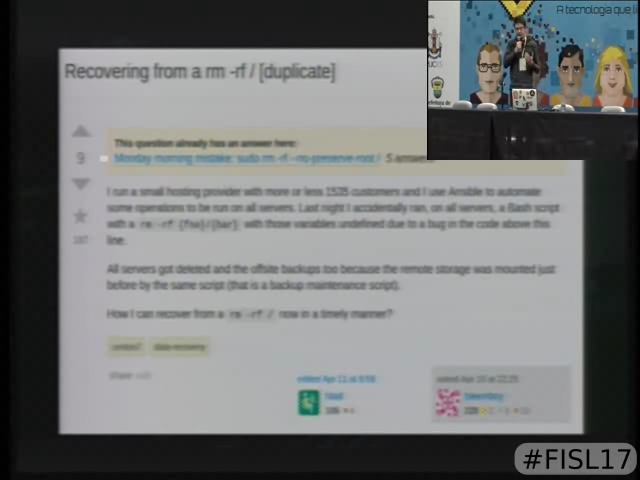 A tecnologia que li
Recovering from a rm -rf / [duplicate]
This question already has an answer here:
9
Monday morning mistake: sudo rm -rf --no-preserve-root / 5 answers
I run a small hosting provider with more or less 1535 customers and I use Ansible to automate
some operations to be run on all servers. Last night I accidentally ran, on all servers, a Bash script
with a rm -rf {foo}/{bar} with those variables undefined due to a bug in the code above this
line.
All servers got deleted and the offsite backups too because the remote storage was mounted just
before by the same script (that is a backup maintenance script).
How I can recover from a rm -rf / now in a timely manner?
centos7 data-recovery
share
#FISL17